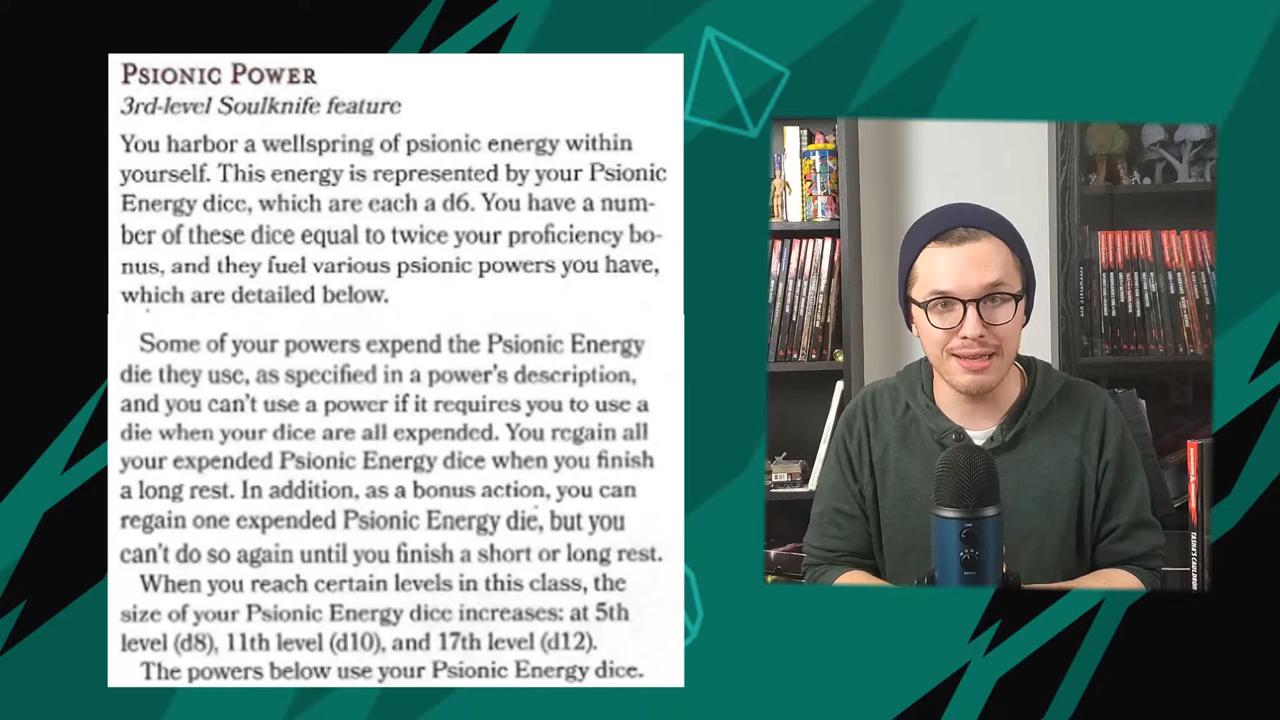 PSIONIC POWER
3rd-level Soulknife feature
You harbor a wellspring of psionic energy within
yourself. This energy is represented by your Psionic
Energy dice, which are each a d6. You have a num-
ber of these dice equal to twice your proficiency bo-
nus, and they fuel various psionic powers you have,
which are detailed below.
Some of your powers expend the Psionic Energy
die they use, as specified in a power's description,
and you can't use a power if it requires you to use a
die when your dice are all expended. You regain all
your expended Psionic Energy dice when you finish
a long rest. In addition, as a bonus action, you can
regain one expended Psionic Energy die, but you
can't do so again until you finish a short or long rest.
When you reach certain levels in this class, the
size of your Psionic Energy dice increases: at 5th
level (d8), 11th level (d10), and 17th level (d12).
The powers below use your Psionic Energy dice.
TASHA'S CAULDRON